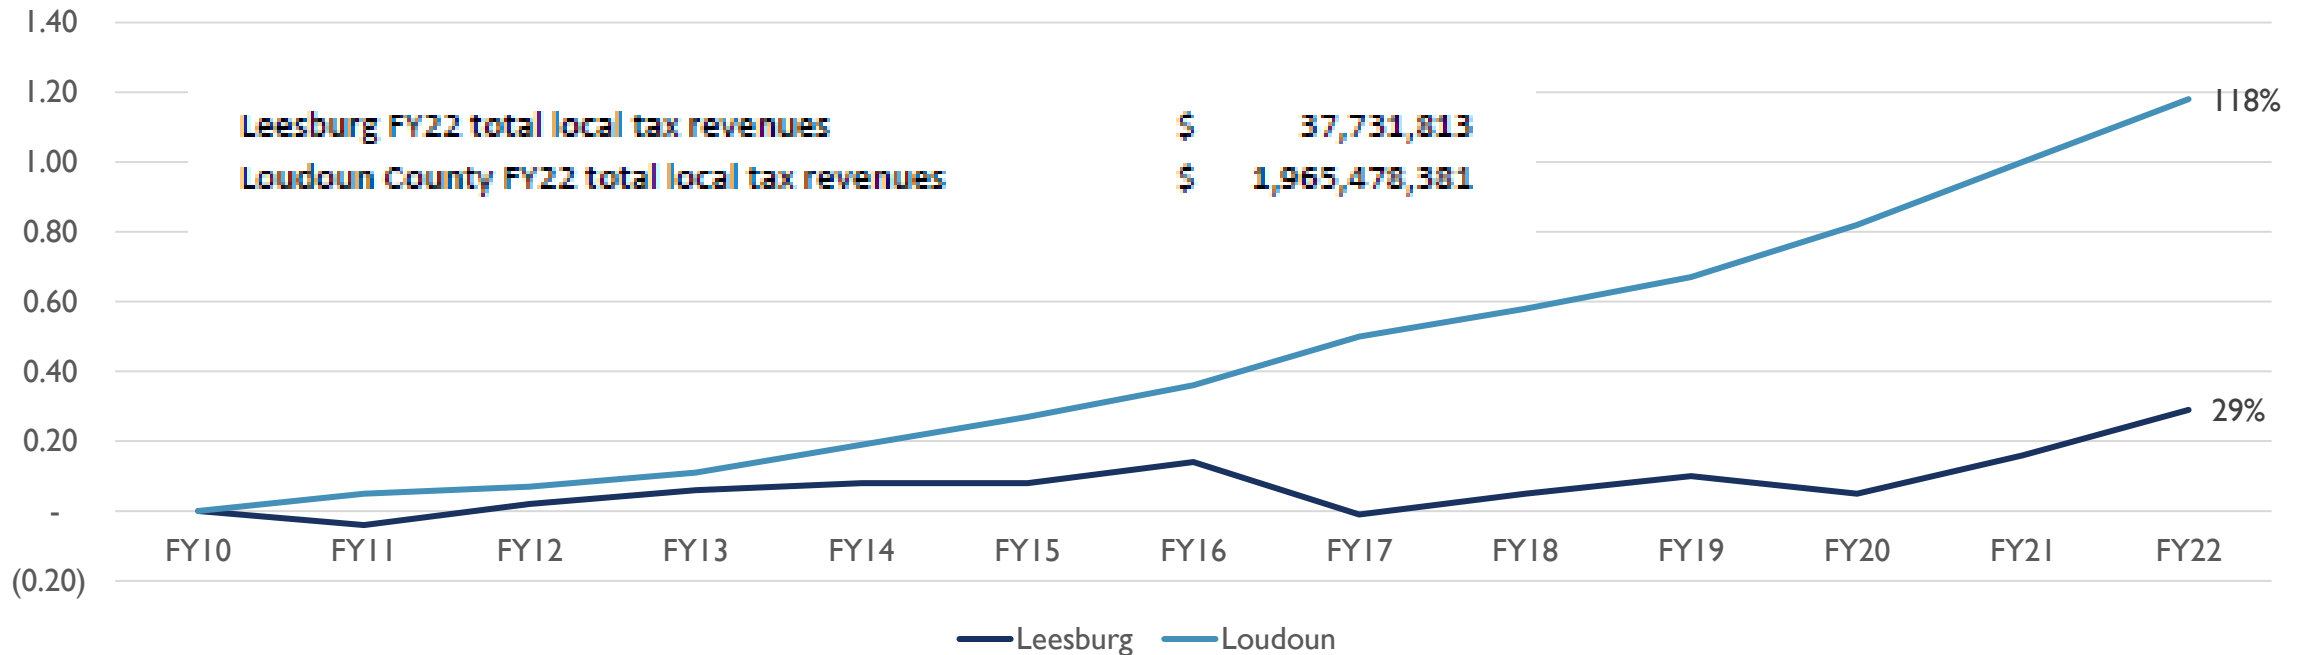 1.40
1.20
118%
Leesburg FY22 total local tax revenues $ 37,731,813
1.00
Loudoun County FY22 total local tax revenues $ 1,965,478,381
0.80
0.60
0.40
29%
0.20
-
FY10 FY11 FY12 FY13 FY14 FY15 FY16 FY17 FY18 FY19 FY20 FY21 FY22
(0.20)
Leesburg Loudoun